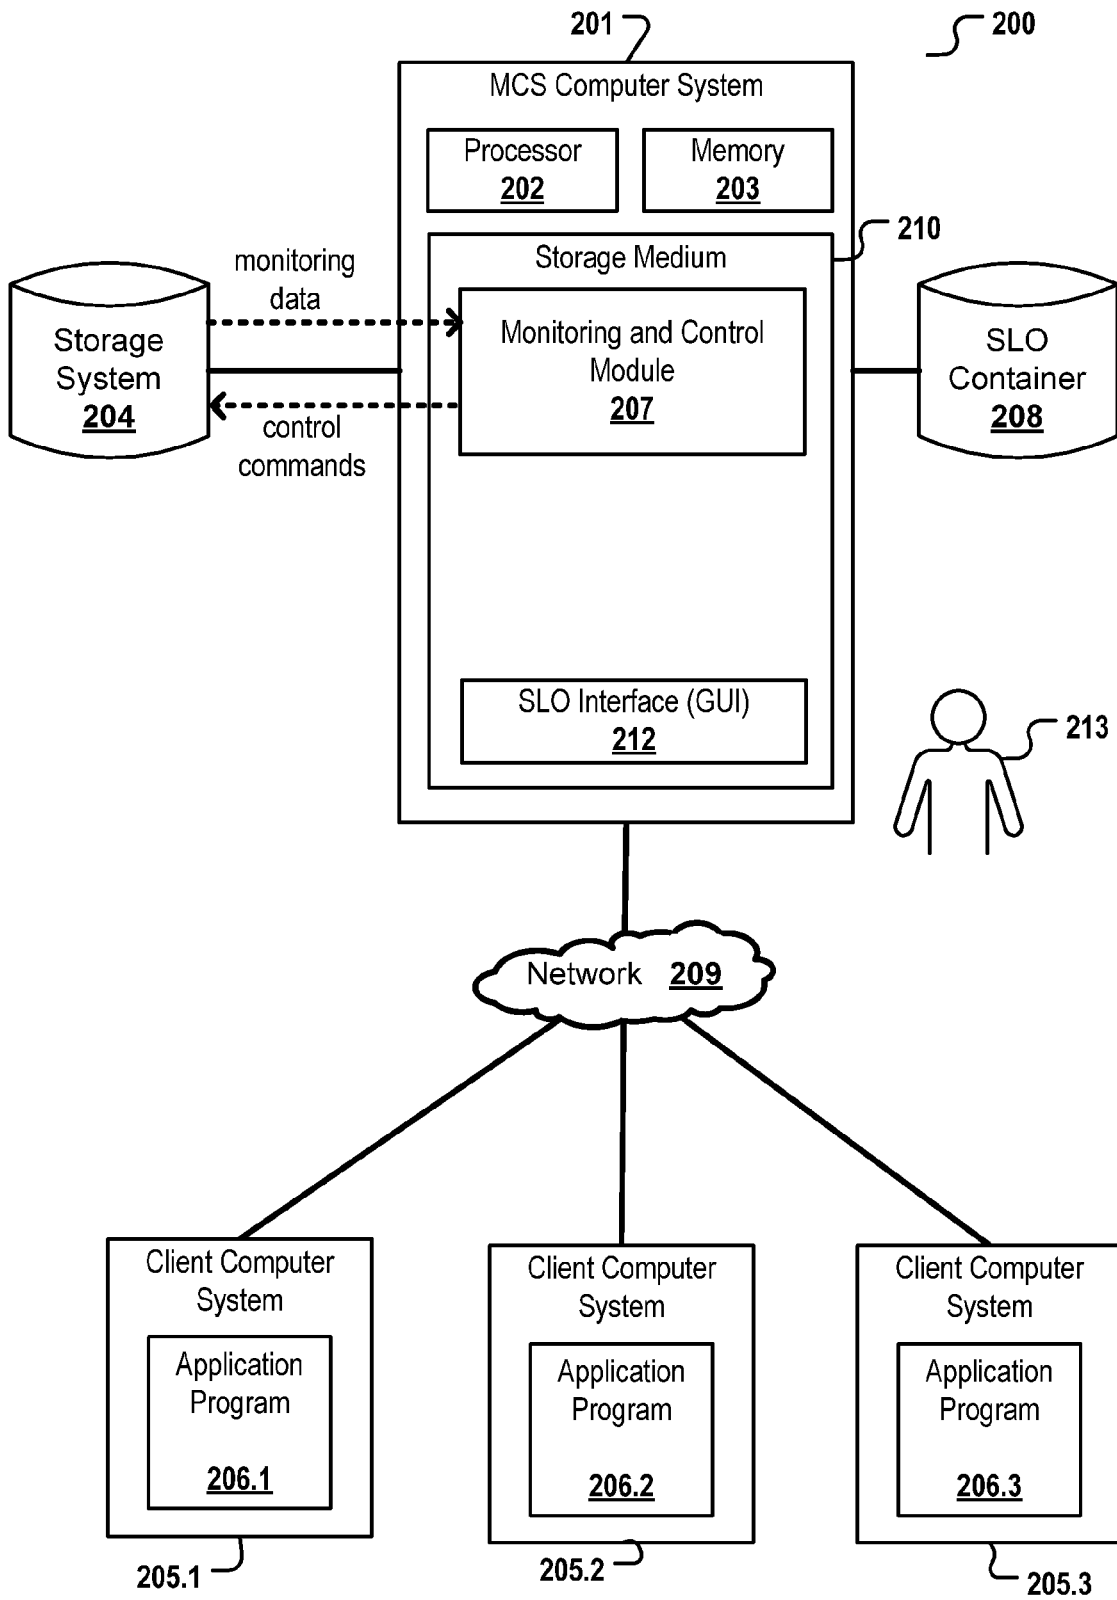 201
200
MCS Computer System
Processor
202
Memory
203
210
Storage Medium
monitoring
data
Storage
System
204
Monitoring and Control
Module
207
SLO
Container
208
control
commands
SLO Interface (GUI)
212
213
Network 209
Client Computer
System
Application
Program
206.1
205.1
Client Computer
System
Application
Program
206.2
205.2
Client Computer
System
Application
Program
206.3
205.3